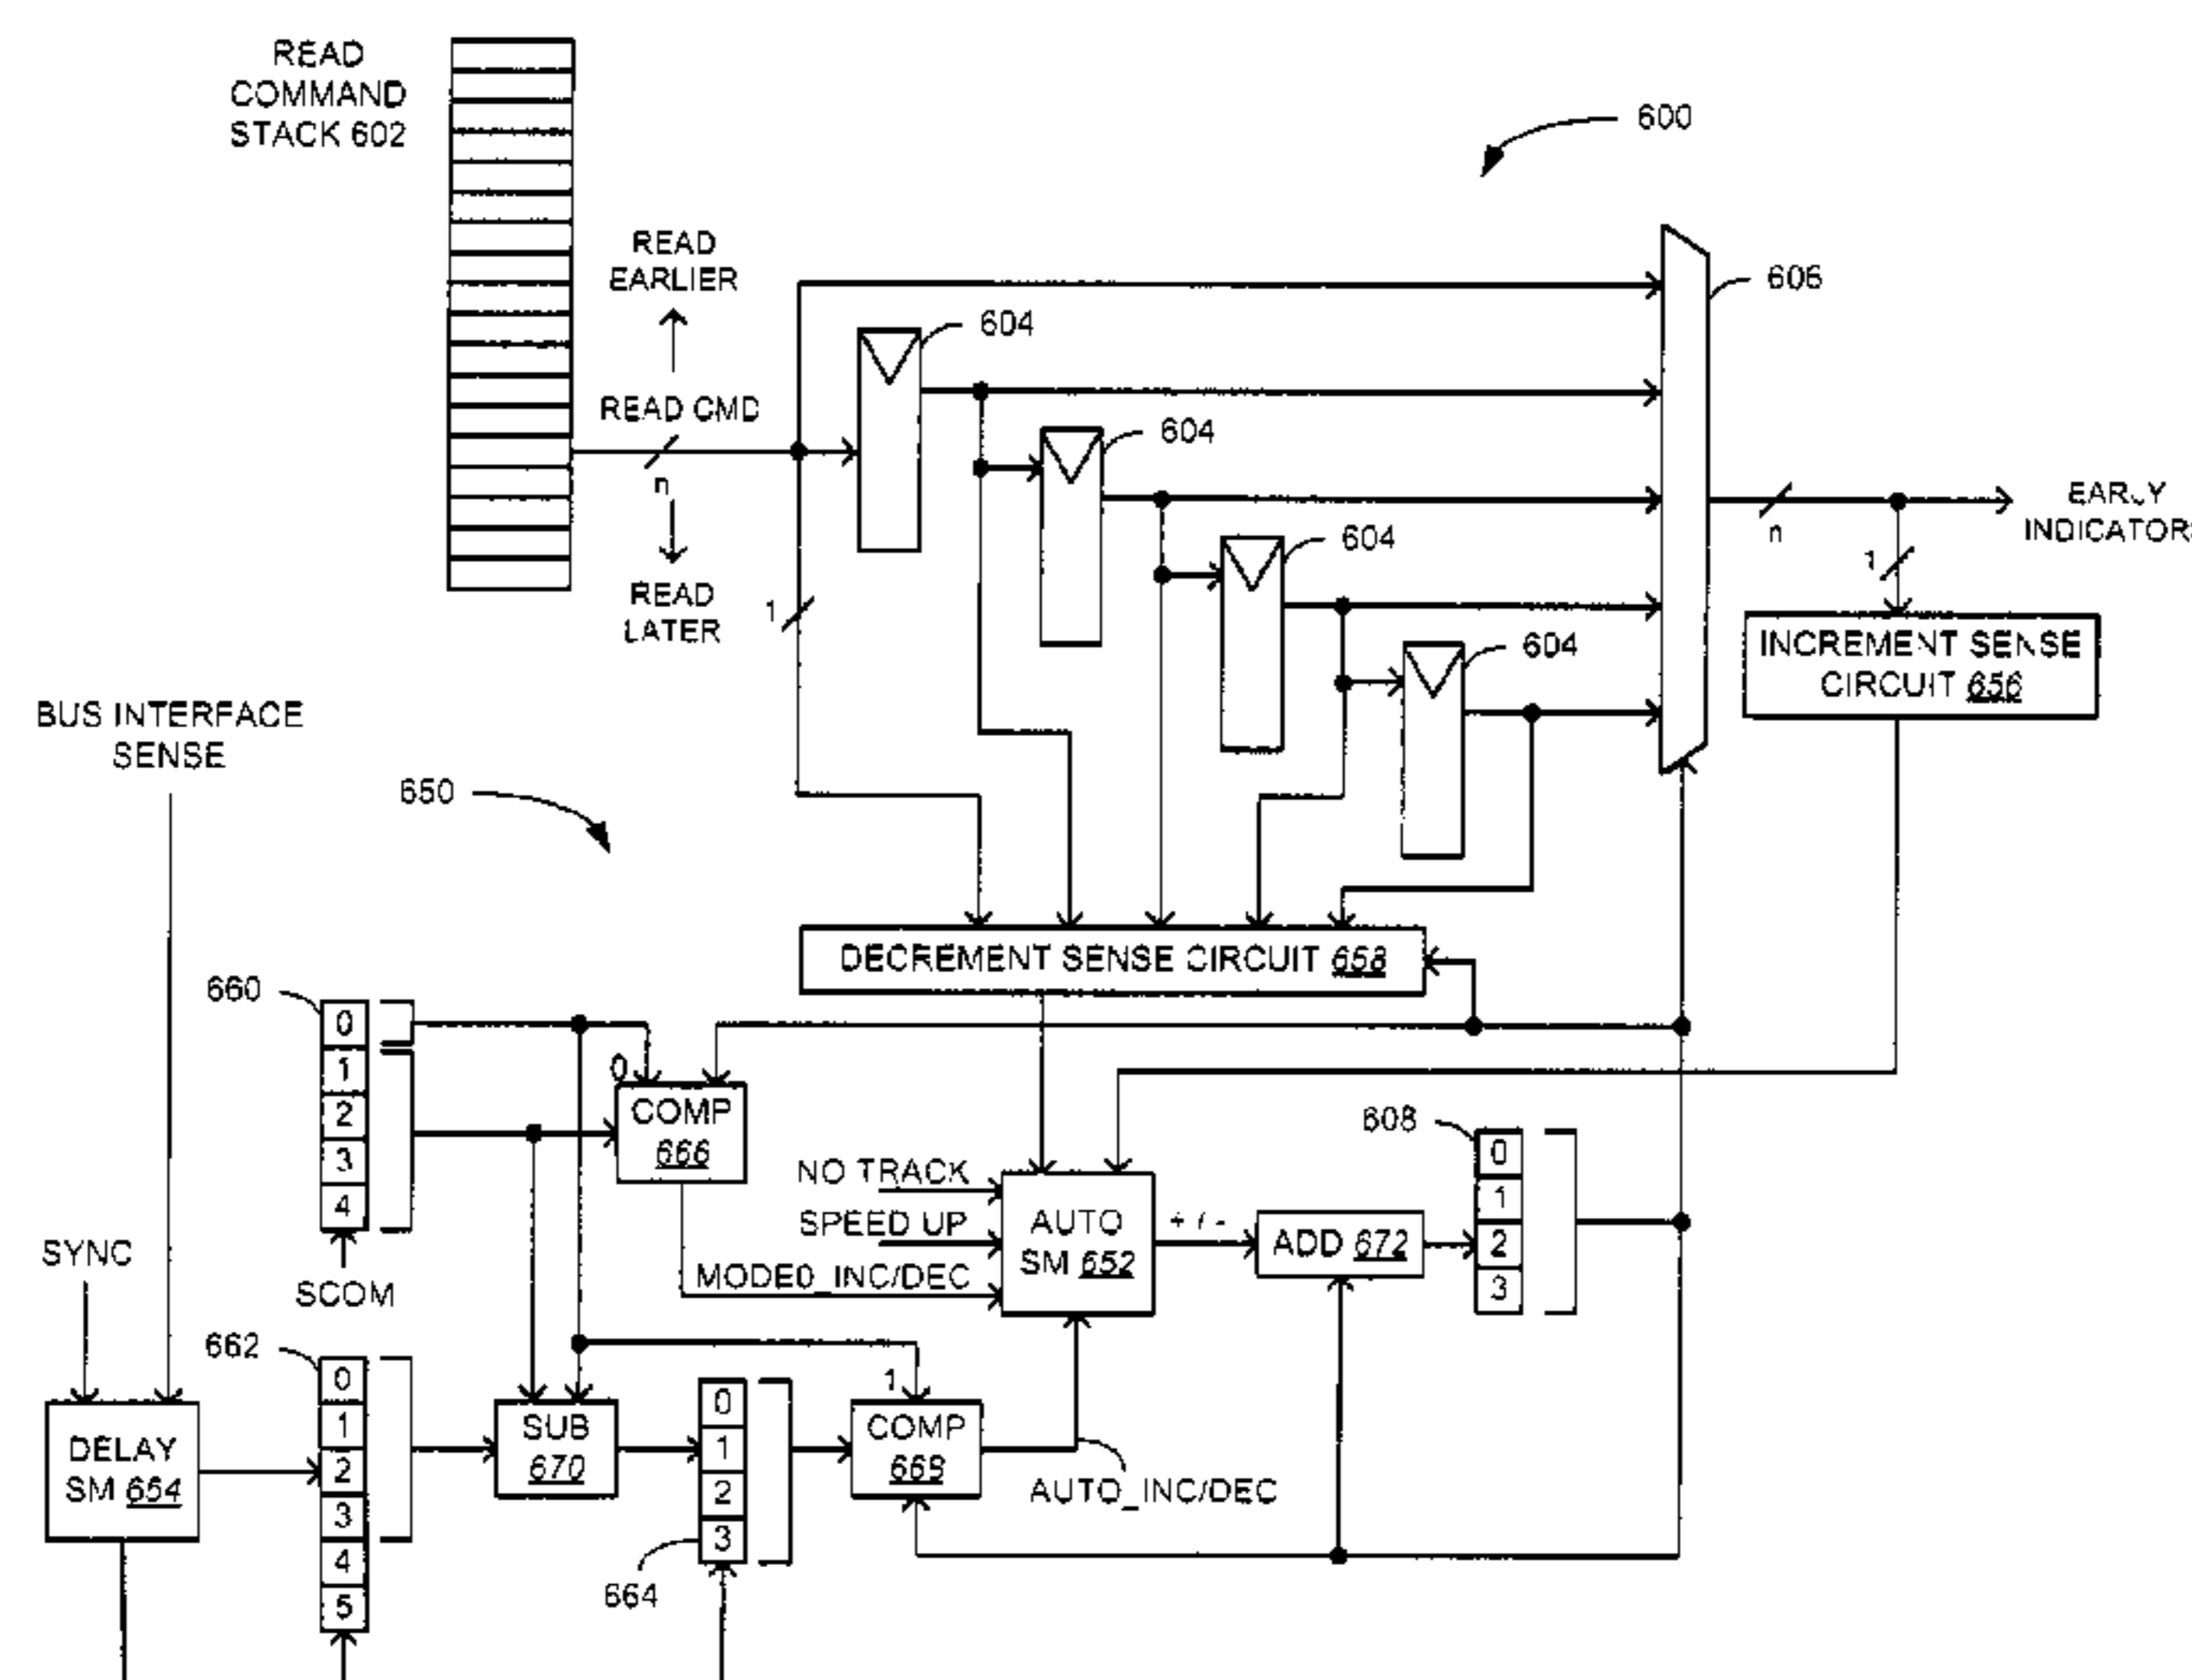 READ
COMMAND
STACK 602
600
READ
EARLIER
606
604
READ CMD
604
n
604
n
EARLY
INDICATOR
1
READ
LATER
1
604
INCREMENT SENSE
CIRCUIT 656
BUS INTERFACE
SENSE
650
DECREMENT SENSE CIRCUIT 658
660
0
1
2
3
4
0
COMP
666
608
0
1
2
3
NO TRACK
SPEED UP
MODE0_INC/DEC
AUTO
SM 652
+ / -
ADD 672
SYNC
SCOM
662
0
1
2
3
4
5
DELAY
SM 654
SUB
670
0
1
2
3
664
1
COMP
668
AUTO_INC/DEC